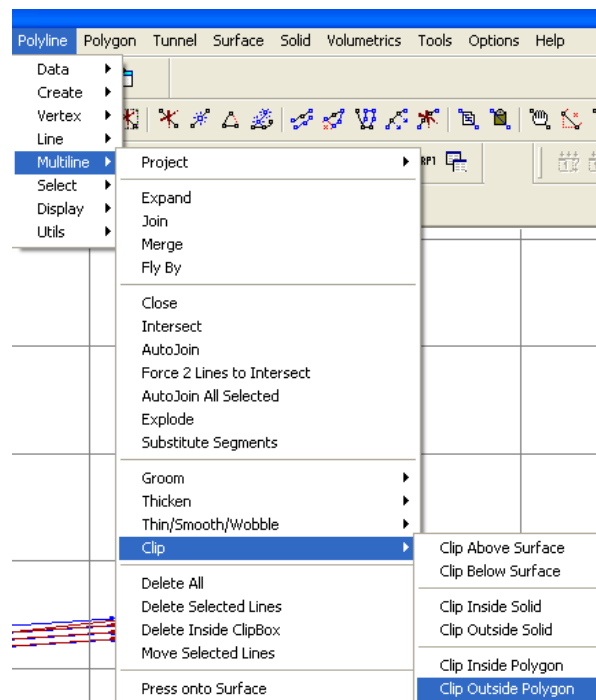 Polyline Polygon Tunnel Surface Solid Volumetrics Tools Options Help
Data
Create
Vertex
Line
Multiline
Select
Display
Utils
Project
Expand
Join
Merge
Fly By
Close
Intersect
AutoJoin
Force 2 Lines to Intersect
AutoJoin All Selected
Explode
Substitute Segments
Groom
Thicken
Thin/Smooth/Wobble
Clip
Delete All
Delete Selected Lines
Delete Inside ClipBox
Move Selected Lines
Press onto Surface
Clip Above Surface
Clip Below Surface
Clip Inside Solid
Clip Outside Solid
Clip Inside Polygon
Clip Outside Polygon